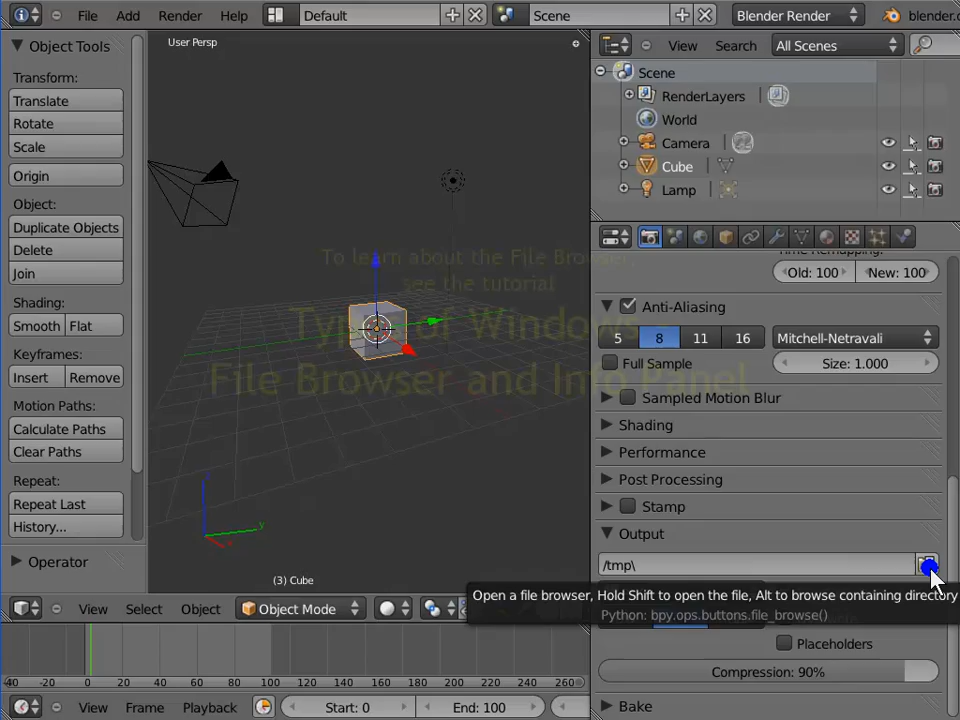 File Add Render Help Default Scene Blender Render blender.
Object Tools
Transform:
Translate
Rotate
Scale
Origin
Object:
Duplicate Objects
Delete
Join
Shading:
Smooth Flat
Keyframes:
Insert Remove
Motion Paths:
Calculate Paths
Clear Paths
Repeat:
Repeat Last
History...
Operator
User Persp
To learn about the File Browser,
see the tutorial
Types of Windows
File Browser and Info Panel
z
y
(3) Cube
View Select Object Object Mode
View Search All Scenes
Scene
RenderLayers
World
Camera
Cube
Lamp
Time Remapping:
Old: 100 New: 100
Anti-Aliasing
5 8 11 16 Mitchell-Netravali
Full Sample Size: 1.000
Sampled Motion Blur
Shading
Performance
Post Processing
Stamp
Output
/tmp\
Open a file browser, Hold Shift to open the file, Alt to browse containing directory
Python: bpy.ops.buttons.file_browse()
Placeholders
Compression: 90%
Bake
-40 -20 0 20 40 60 80 100 120 140 160 180 200 220 240 260
View Frame Playback Start: 0 End: 100